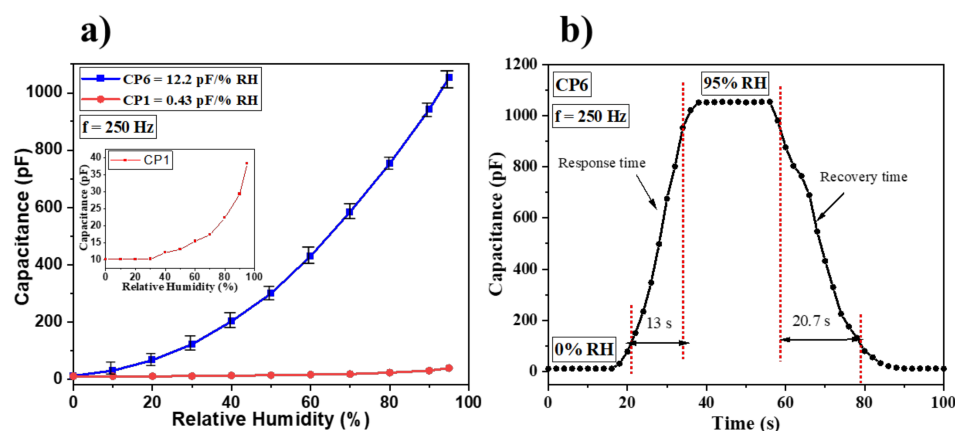 a)
CP6 = 12.2 pF/% RH
CP1 = 0.43 pF/% RH
f = 250 Hz
Capacitance (pF)
1000
800
600
400
200
0
0 20 40 60 80 100
Relative Humidity (%)
CP1
Capacitance (pF)
40
35
30
25
20
15
10
0 20 40 60 80 100
Relative Humidity (%)
b)
CP6
f = 250 Hz
95% RH
Response time
Recovery time
13 s
20.7 s
0% RH
Capacitance (pF)
1200
1000
800
600
400
200
0
0 20 40 60 80 100
Time (s)